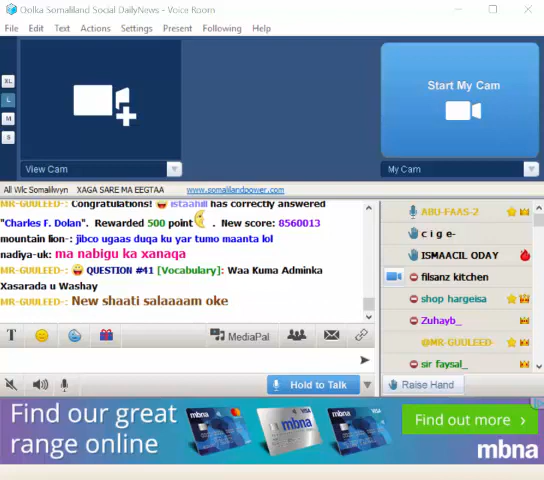 Qolka Somaliland Social DailyNews - Voice Room
File Edit Text Actions Settings Present Following Help
XL
L
M
S
Start My Cam
View Cam
My Cam
All Wlc Somaliwyn XAGA SARE MA EEGTAA www.somalilandpower.com
MR-GUULEED-: Congratulations! istaahill has correctly answered
"Charles F. Dolan". Rewarded 500 point . New score: 8560013
mountain lion-: jibco ugaas duqa ku yar tumo maanta lol
nadiya-uk: ma nabigu ka xanaqa
MR-GUULEED-: QUESTION #41 [Vocabulary]: Waa Kuma Adminka
Xasarada u Washay
MR-GUULEED-: New shaati salaaaam oke
ABU-FAAS-2
c i g e-
ISMAACIL ODAY
filsanz kitchen
shop hargeisa
Zuhayb_
@MR-GUULEED-
sir faysal_
T
MediaPal
Hold to Talk
Raise Hand
Find our great
range online
mbna
mbna
mbna
Find out more >
mbna